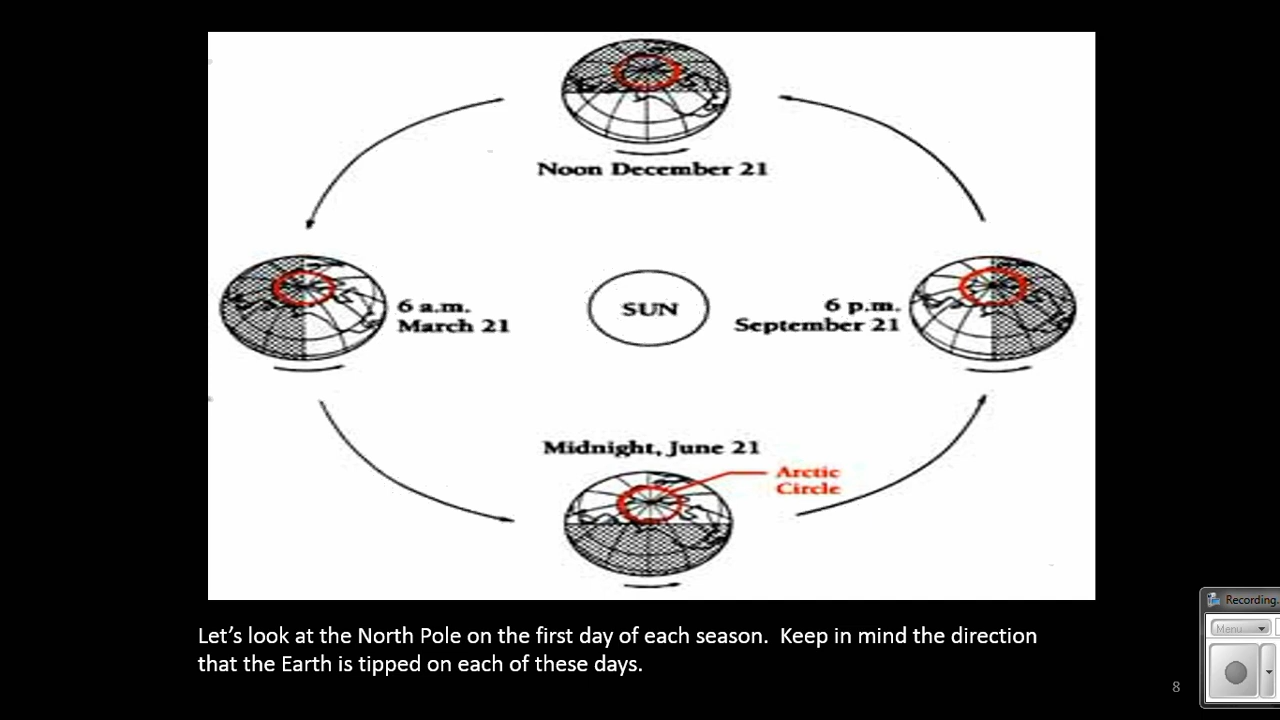 Noon December 21
6 a.m.
March 21
SUN
6 p.m.
September 21
Midnight, June 21
Arctic
Circle
Let's look at the North Pole on the first day of each season.  Keep in mind the direction
that the Earth is tipped on each of these days.
8
Recording.
Menu